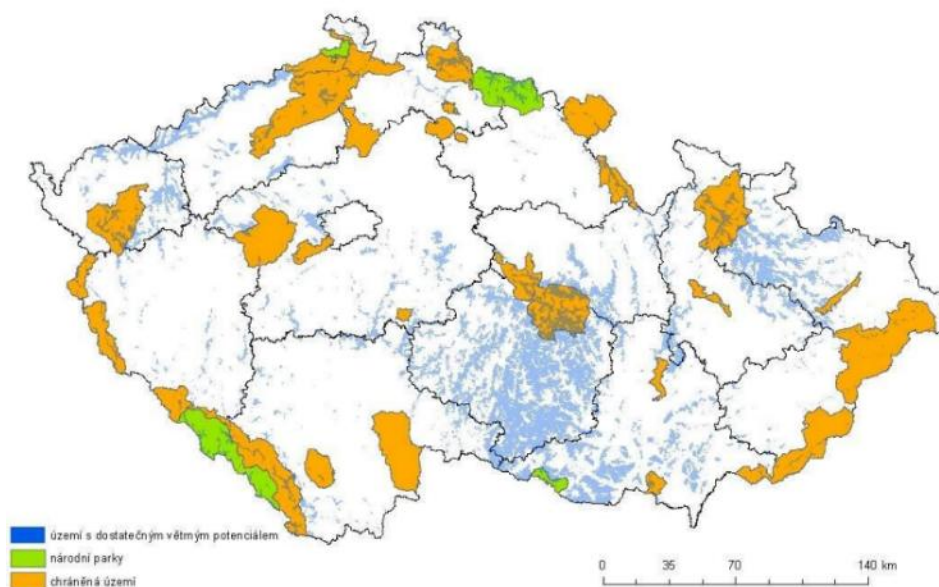 území s dostatečným větrným potenciálem
národní parky
chráněná území
0 35 70 140 km